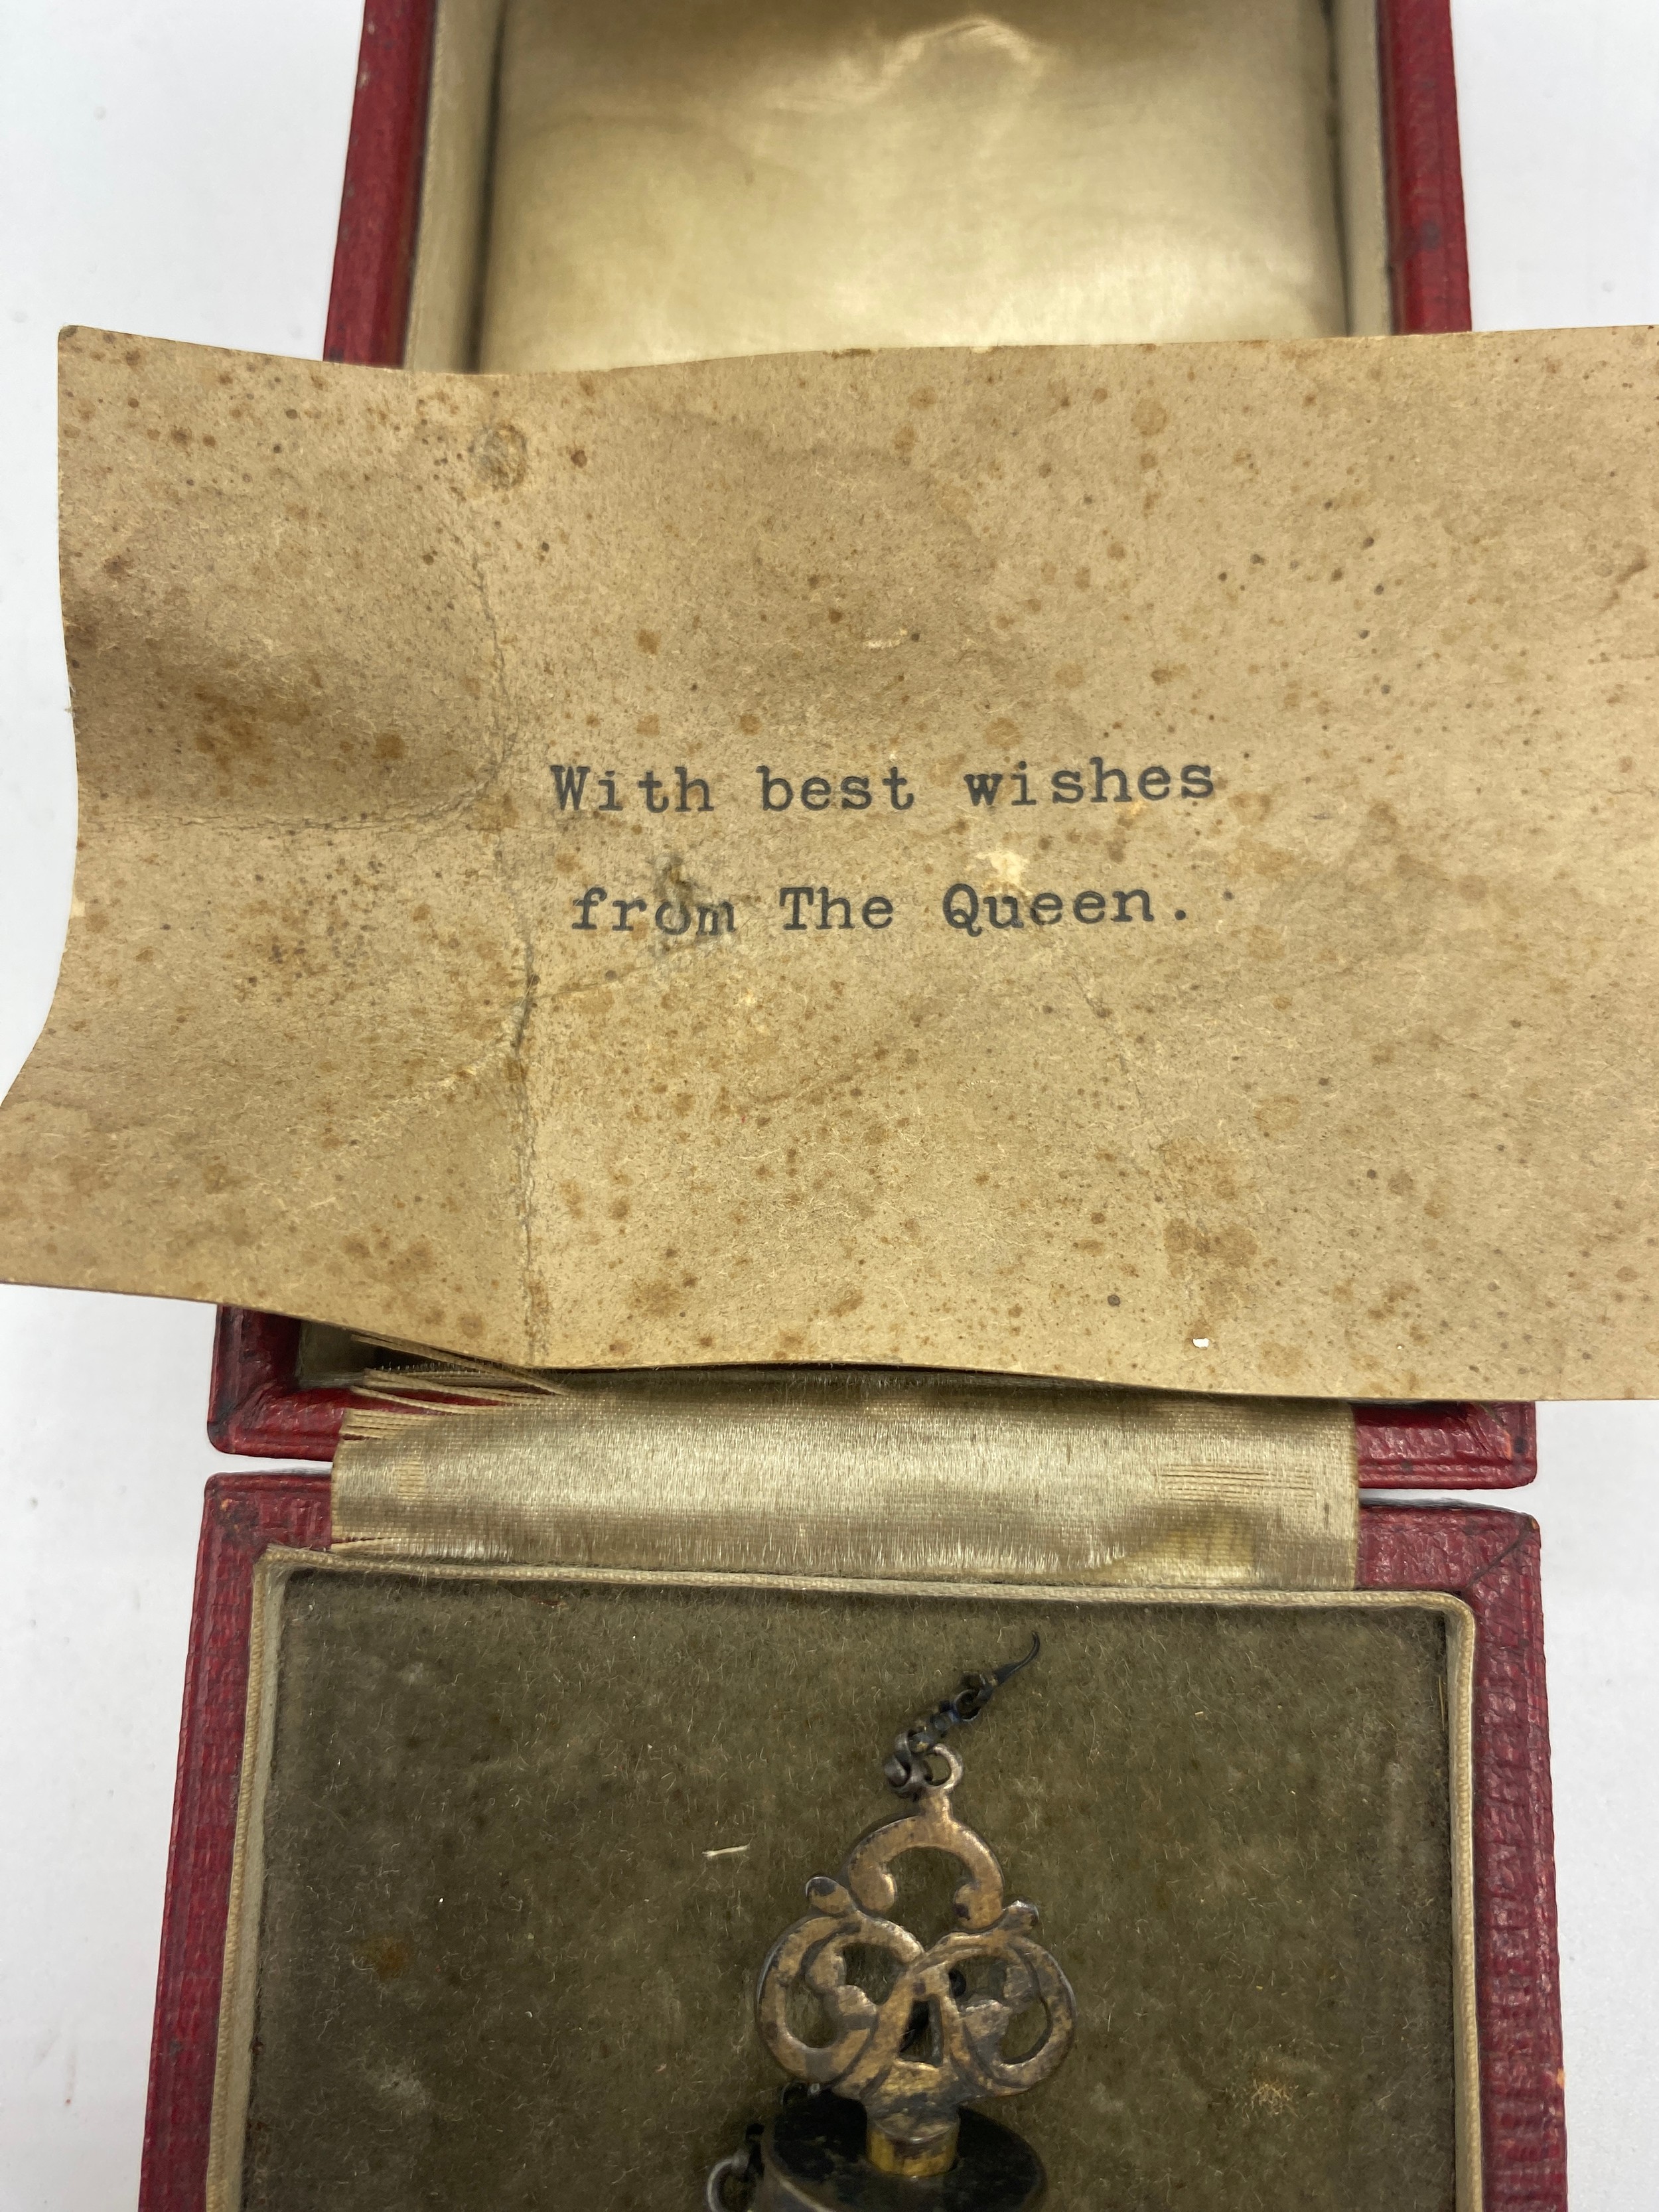 With best wishes
from The Queen.